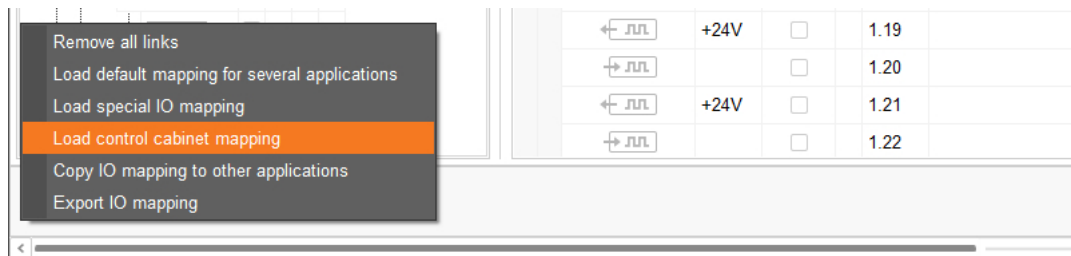 Remove all links
Load default mapping for several applications
Load special IO mapping
Load control cabinet mapping
Copy IO mapping to other applications
Export IO mapping
+24V 1.19
1.20
+24V 1.21
1.22